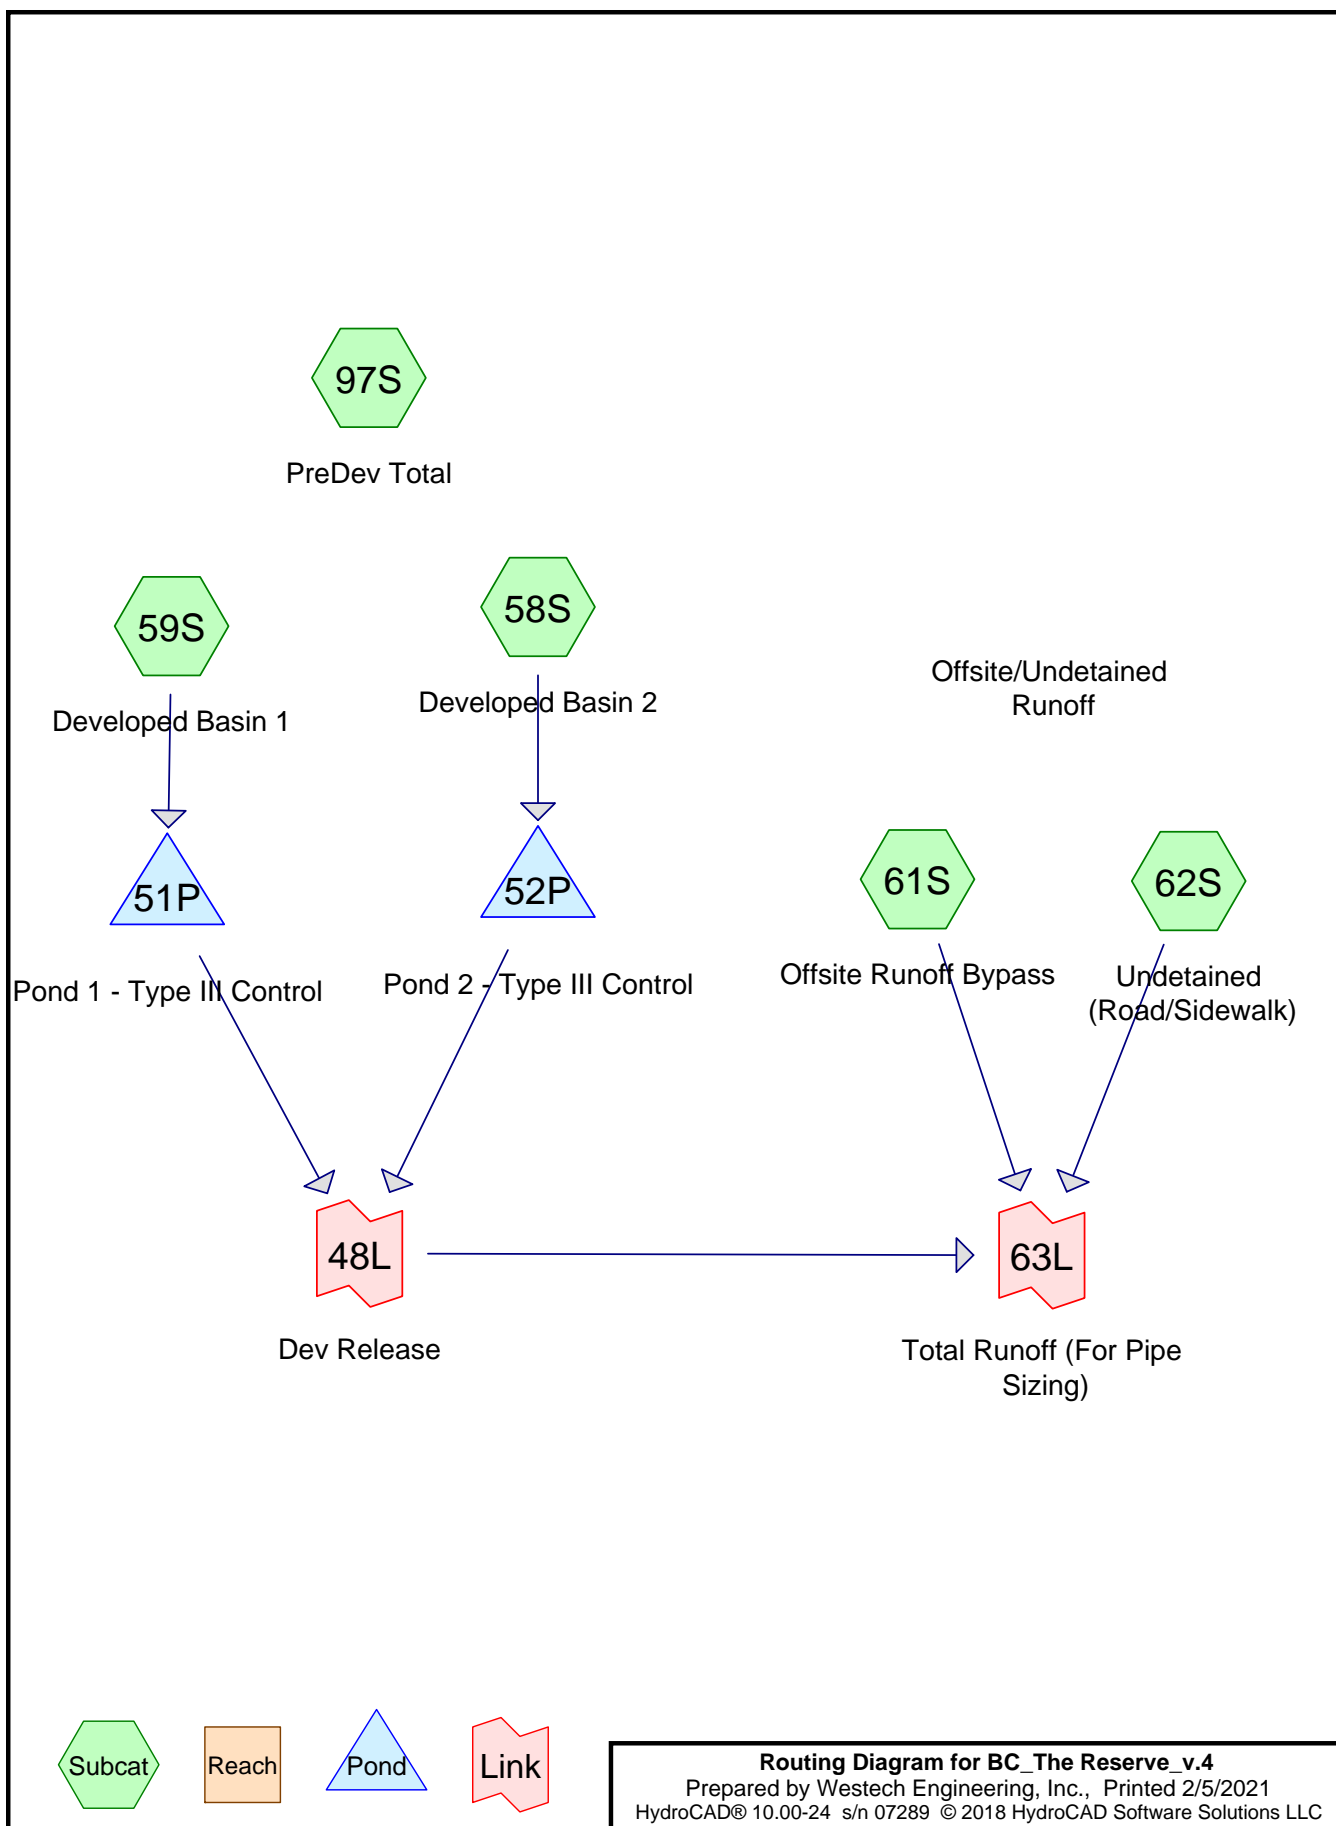 97S
PreDev Total
59S
Developed Basin 1
58S
Developed Basin 2
Offsite/Undetained
Runoff
51P
Pond 1 - Type III Control
52P
Pond 2 - Type III Control
61S
Offsite Runoff Bypass
62S
Undetained
(Road/Sidewalk)
48L
Dev Release
63L
Total Runoff (For Pipe
Sizing)
Subcat
Reach
Pond
Link
Routing Diagram for BC_The Reserve_v.4
Prepared by Westech Engineering, Inc., Printed 2/5/2021
HydroCAD® 10.00-24 s/n 07289 © 2018 HydroCAD Software Solutions LLC